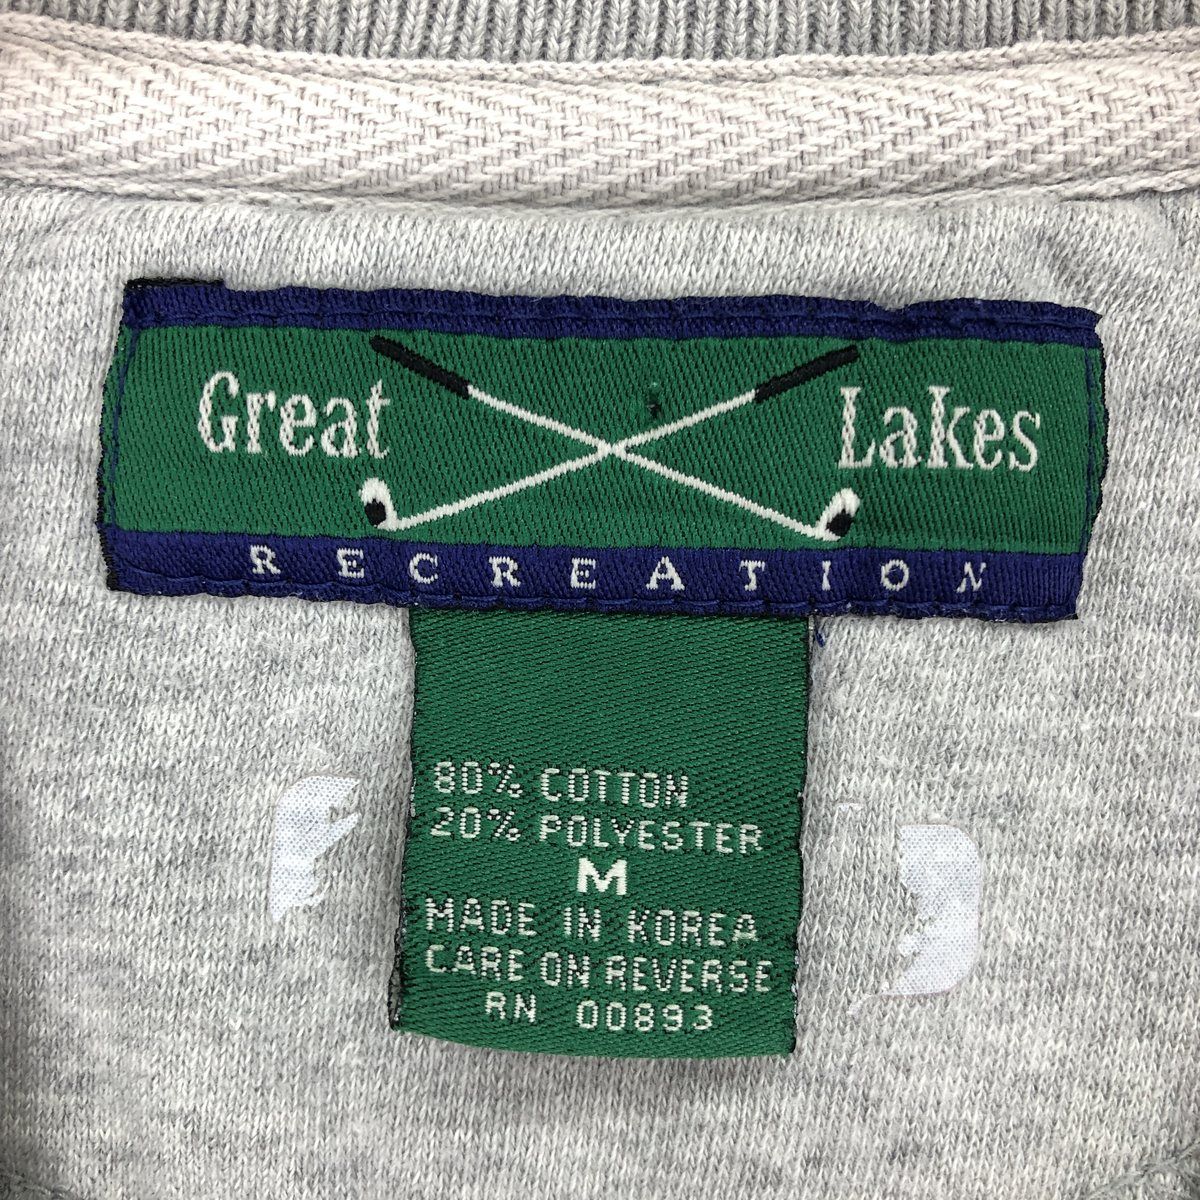 Great Lakes
RECREATION
80% COTTON
20% POLYESTER
M
MADE IN KOREA
CARE ON REVERSE
RN 00893